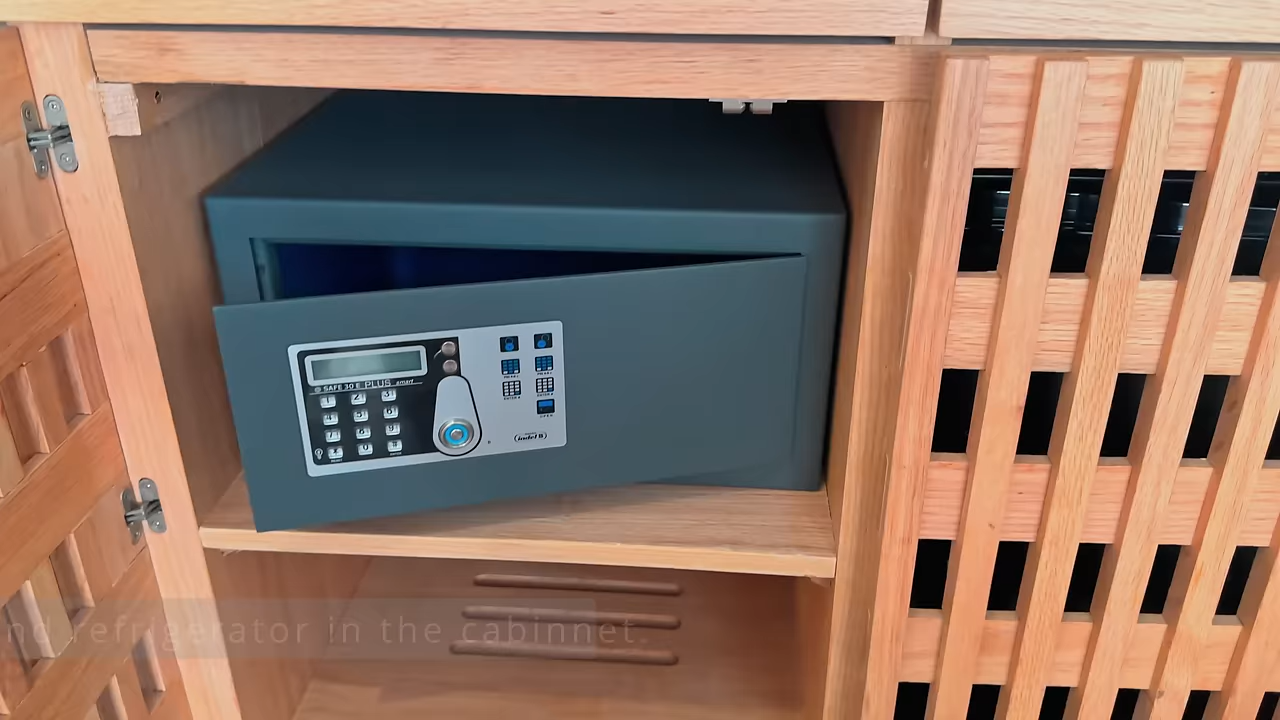 SAFE 30 E PLUS smart
1 2 3
4 5 6
7 8 9
0
OPEN
indel B
nd refrigerator in the cabinnet.